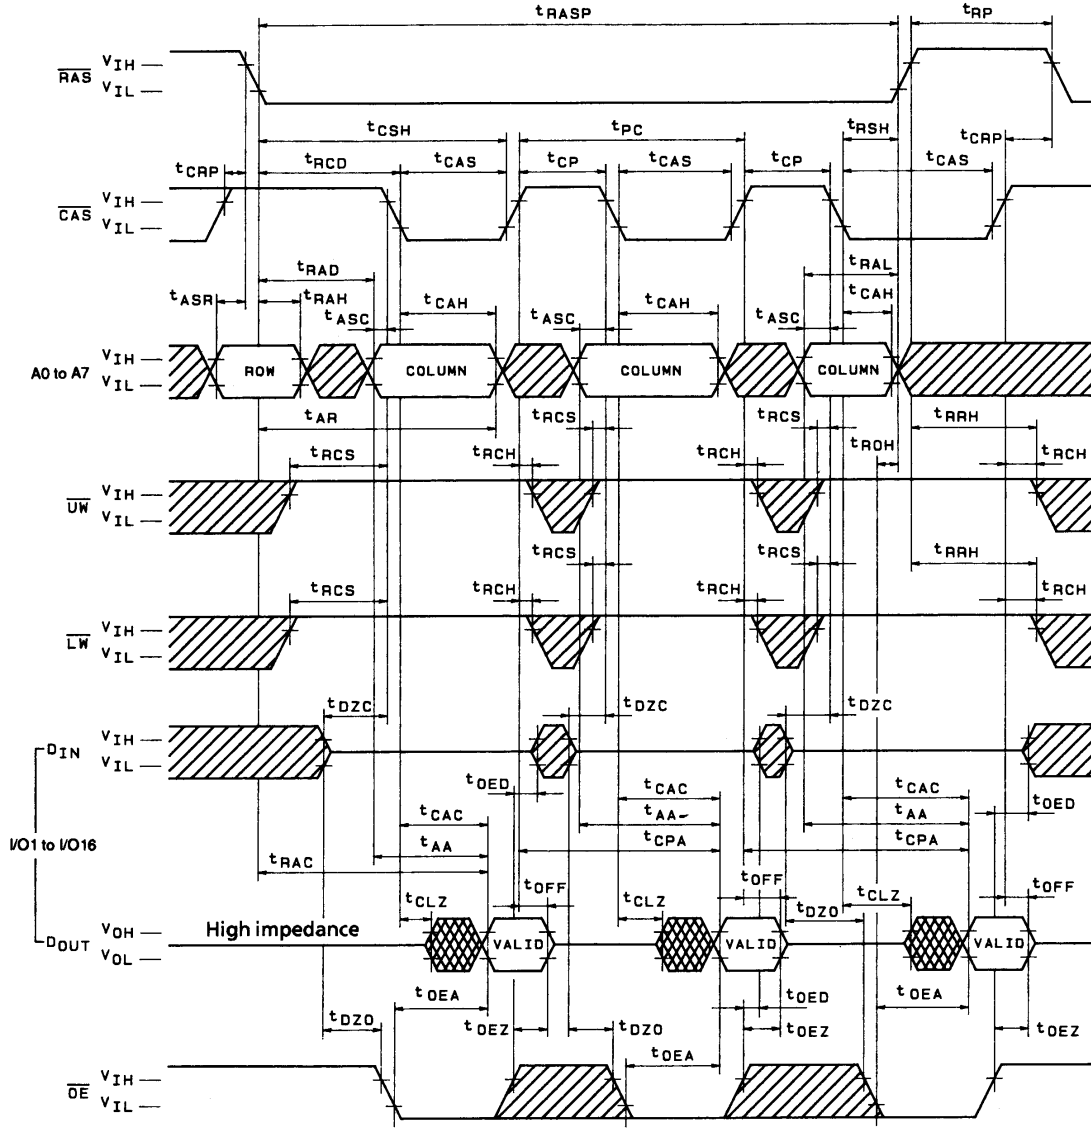 tRASP tRP
RAS VIH
VIL
tCSH tPC tRSH tCRP
tCRP tRCD tCAS tCP tCAS tCP tCAS
CAS VIH
VIL
tRAD tRAL
tASR tRAH tCAH tCAH tCAH
tASC tASC tASC
A0 to A7 VIH
VIL
ROW COLUMN COLUMN COLUMN
tAR tRCS tRCS tRRH
tRCS tRCH tRCH tROH tRCH
UW VIH
VIL
tRCS tRCS tRRH
tRCS tRCH tRCH tRCH
LW VIH
VIL
tDZC tDZC tDZC
DIN VIH
VIL
tOED tCAC tCAC tOED
tCAC tAA tAA
tAA tCPA tCPA
I/O1 to I/O16
tRAC tOFF tOFF tOFF
tCLZ tCLZ tDZO tCLZ
High impedance
DOUT VOH
VOL
VALID VALID VALID
tOEA tOED tOEA
tDZO tOEZ tDZO tOEZ tOEZ
tOEA
OE VIH
VIL